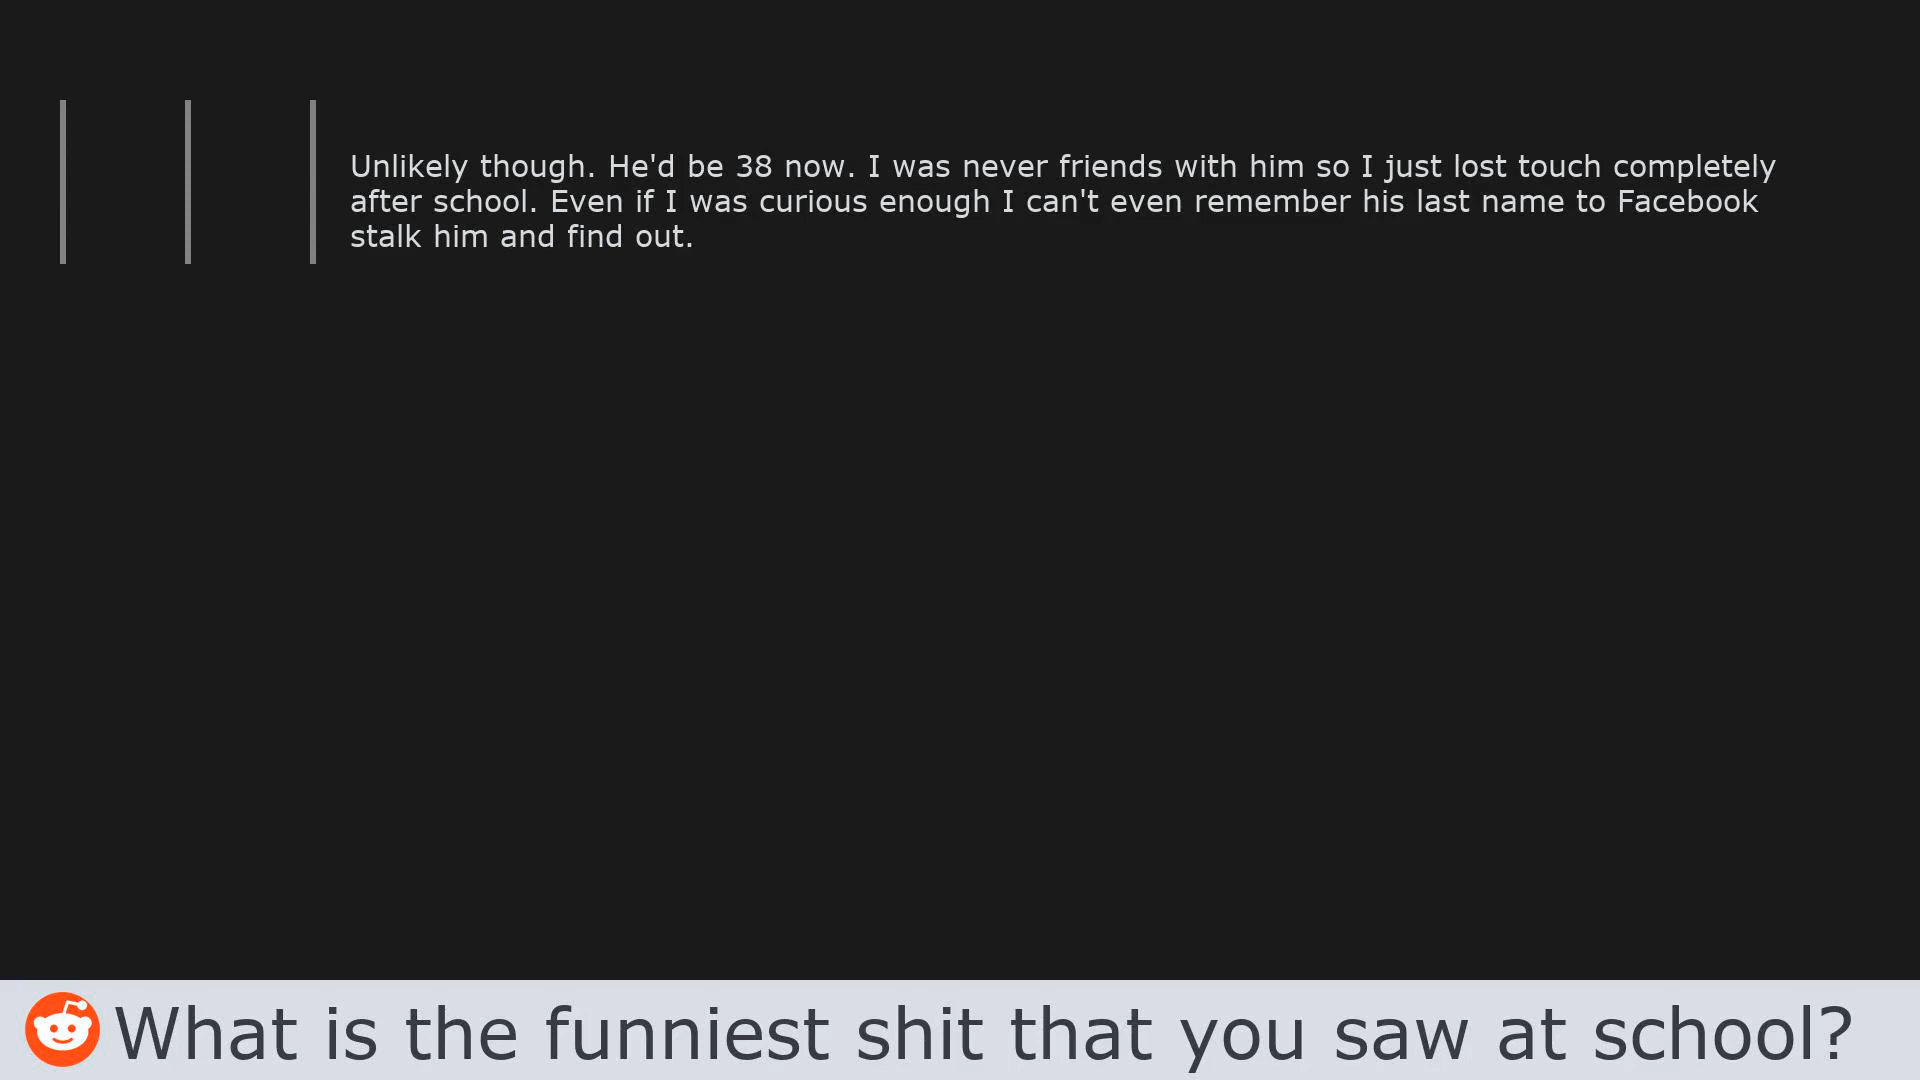 Unlikely though. He'd be 38 now. I was never friends with him so I just lost touch completely
after school. Even if I was curious enough I can't even remember his last name to Facebook
stalk him and find out.
What is the funniest shit that you saw at school?